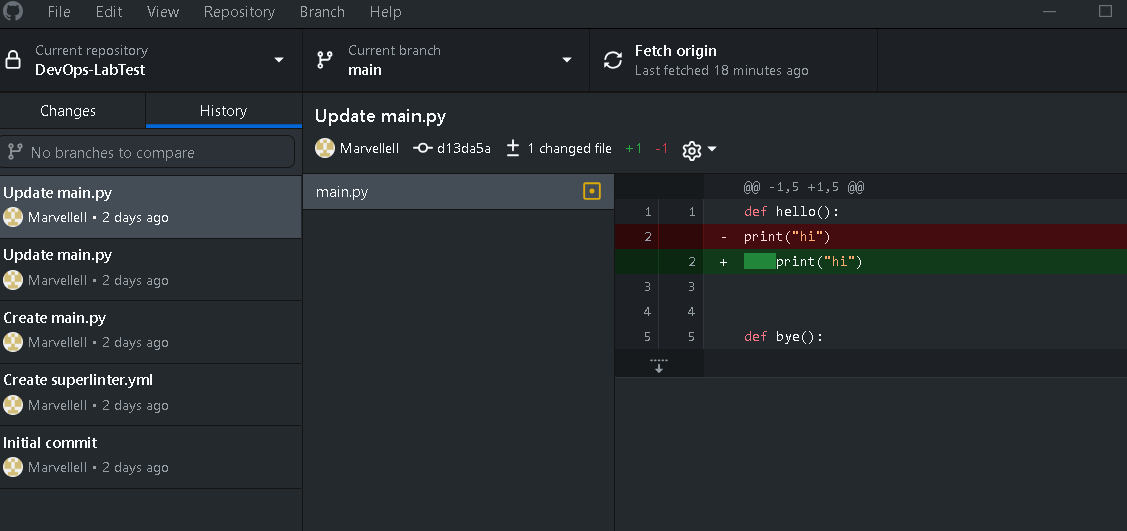 File Edit View Repository Branch Help
Current repository
DevOps-LabTest
Current branch
main
Fetch origin
Last fetched 18 minutes ago
Changes
History
No branches to compare
Update main.py
Marvellell • 2 days ago
Update main.py
Marvellell • 2 days ago
Create main.py
Marvellell • 2 days ago
Create superlinter.yml
Marvellell • 2 days ago
Initial commit
Marvellell • 2 days ago
Update main.py
Marvellell d13da5a 1 changed file +1 -1
main.py
@@ -1,5 +1,5 @@
1 1 def hello():
2 - print("hi")
2 + print("hi")
3 3
4 4
5 5 def bye():